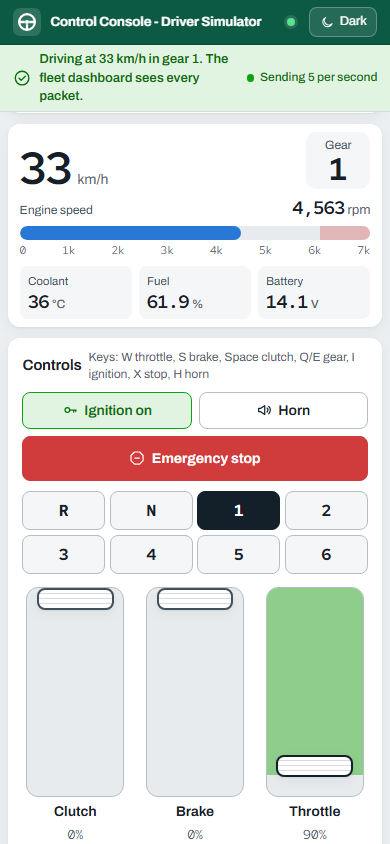 Control Console - Driver Simulator
Dark
Driving at 33 km/h in gear 1. The
fleet dashboard sees every
packet.
Sending 5 per second
33 km/h
Gear
1
Engine speed
4,563 rpm
0 1k 2k 3k 4k 5k 6k 7k
Coolant
36 °C
Fuel
61.9 %
Battery
14.1 V
Controls
Keys: W throttle, S brake, Space clutch, Q/E gear, I
ignition, X stop, H horn
Ignition on
Horn
Emergency stop
R N 1 2
3 4 5 6
Clutch Brake Throttle
0% 0% 90%